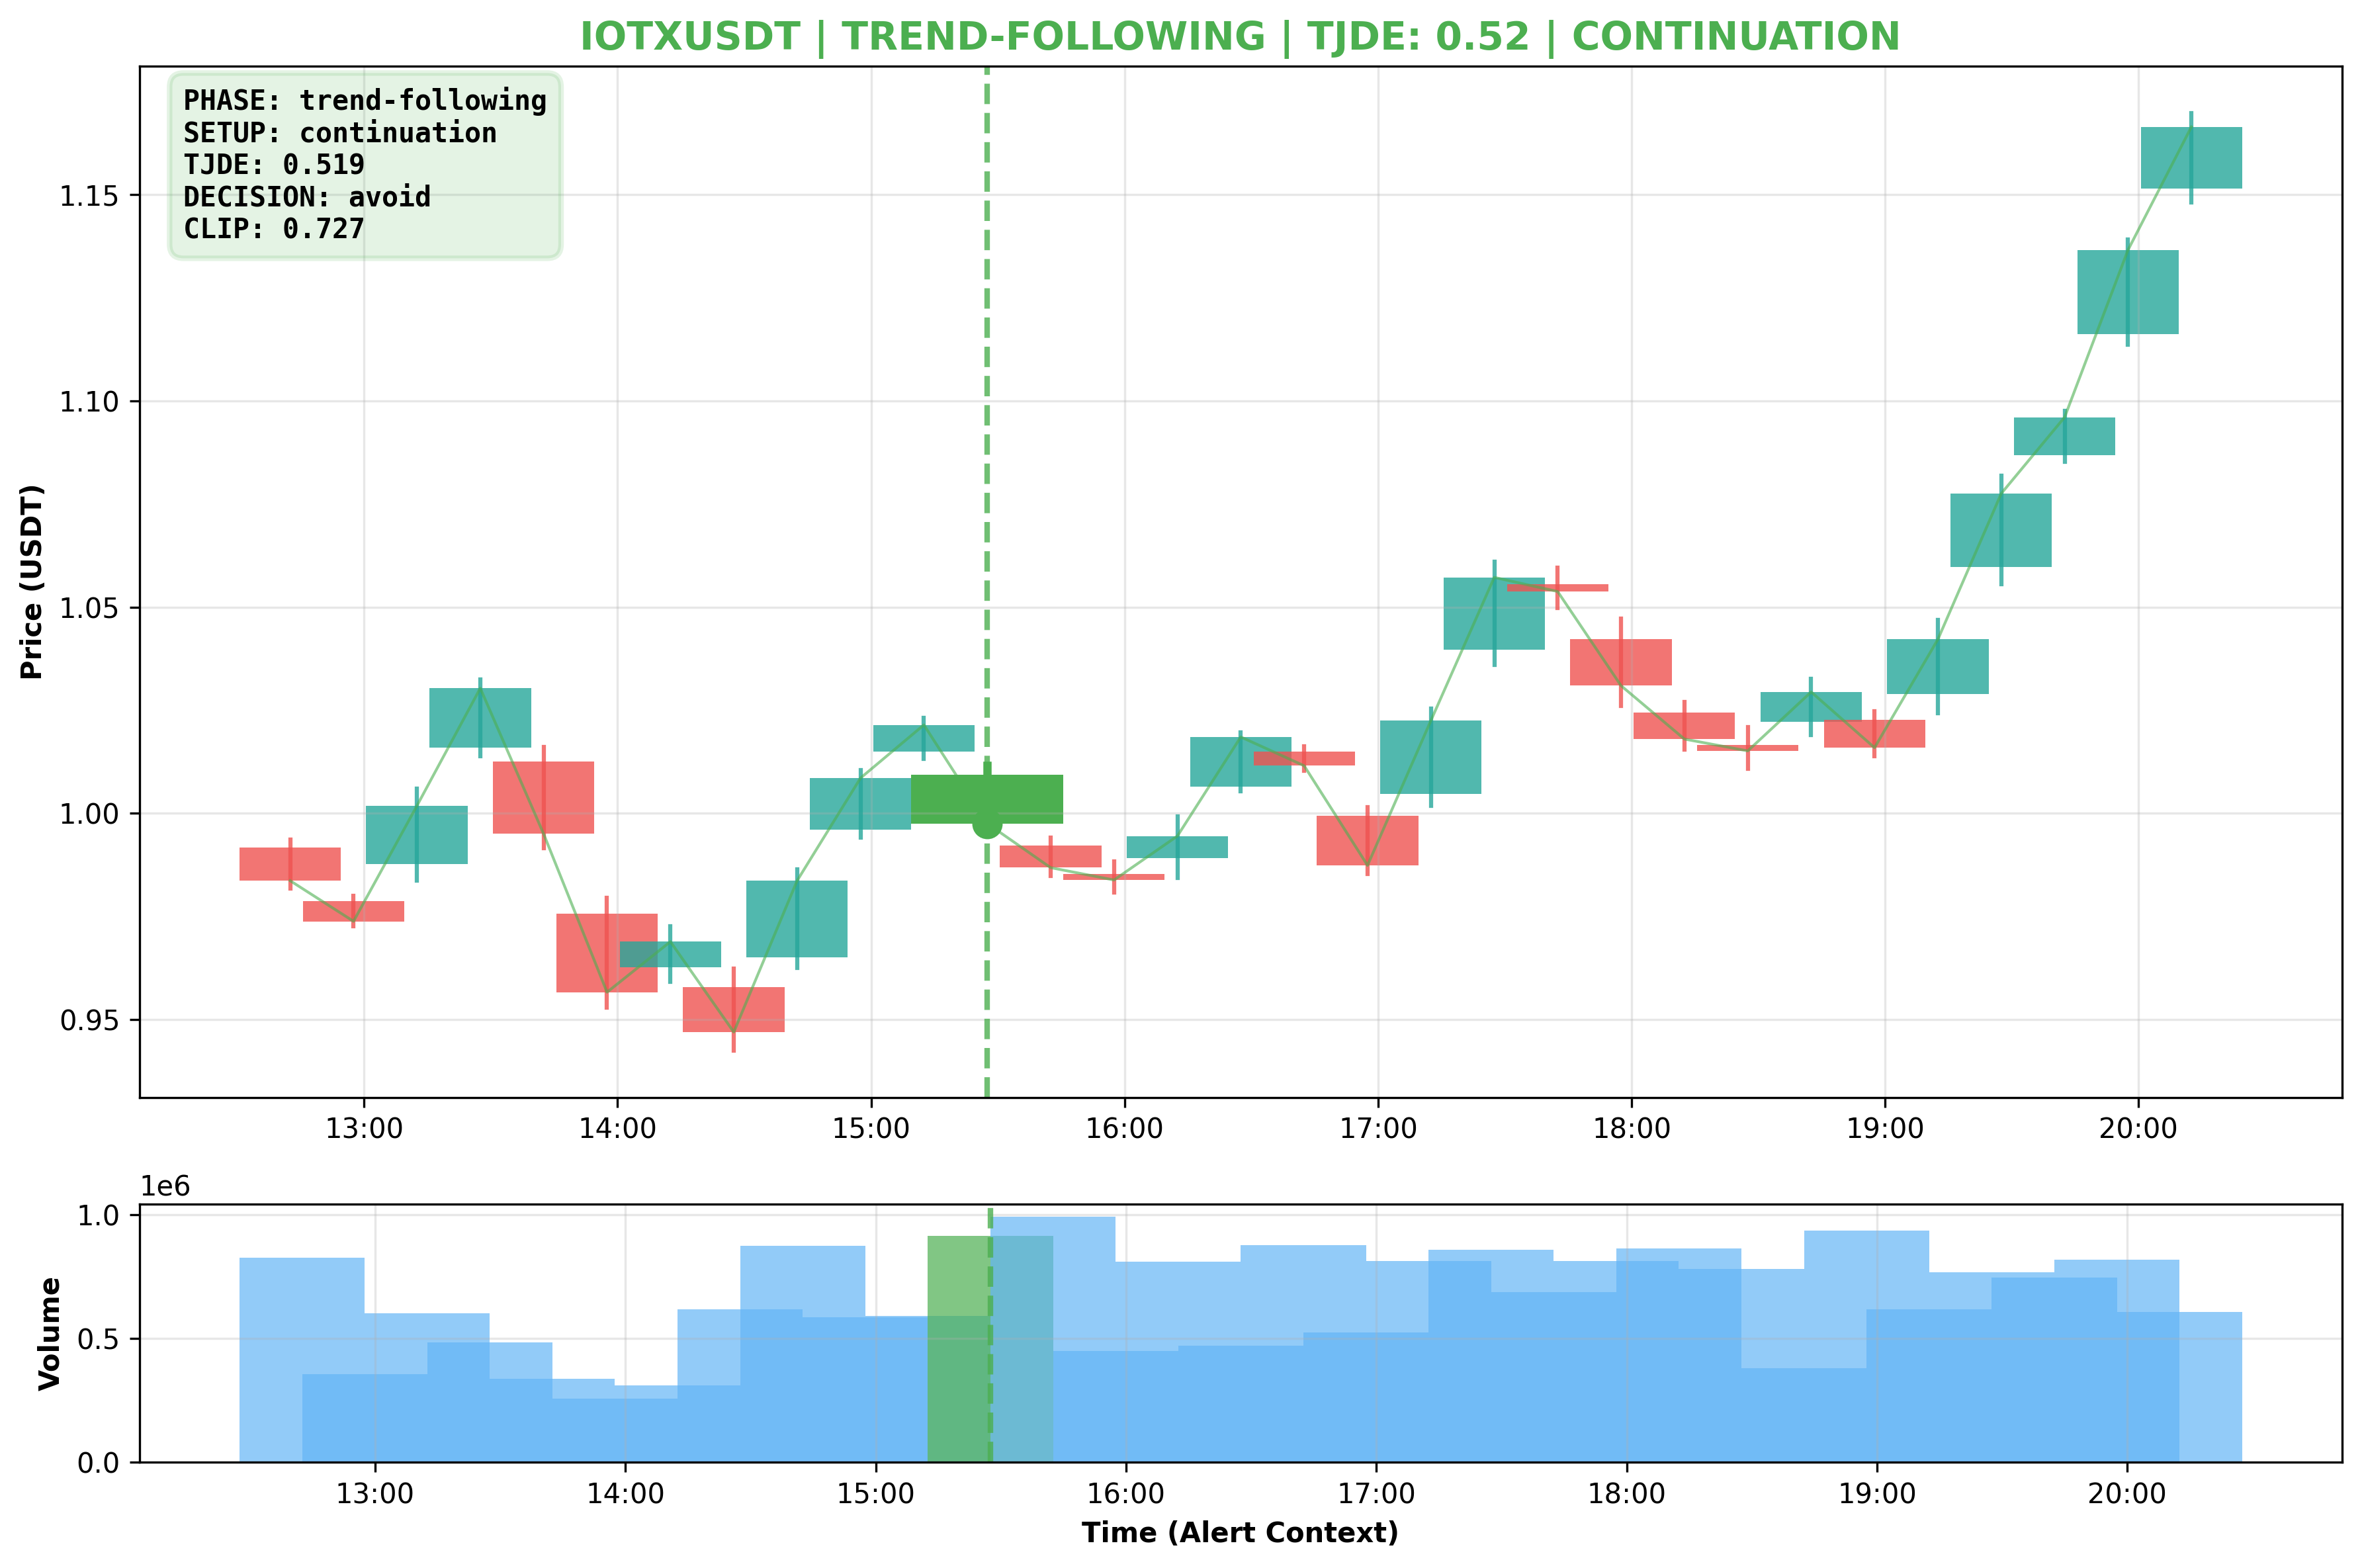 IOTXUSDT | TREND-FOLLOWING | TJDE: 0.52 | CONTINUATION
PHASE: trend-following
SETUP: continuation
TJDE: 0.519
DECISION: avoid
CLIP: 0.727
Price (USDT)
1.15
1.10
1.05
1.00
0.95
13:00 14:00 15:00 16:00 17:00 18:00 19:00 20:00
1e6
Volume
1.0
0.5
0.0
13:00 14:00 15:00 16:00 17:00 18:00 19:00 20:00
Time (Alert Context)